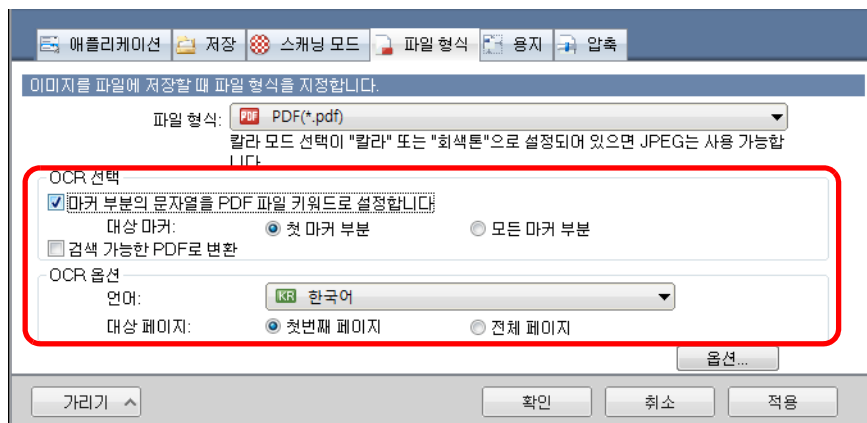 애플리케이션 저장 스캐닝 모드 파일 형식 용지 압축
이미지를 파일에 저장할 때 파일 형식을 지정합니다.
파일 형식: PDF PDF(*.pdf)
칼라 모드 선택이 "칼라" 또는 "회색톤"으로 설정되어 있으면 JPEG는 사용 가능합
니다
OCR 선택
마커 부분의 문자열을 PDF 파일 키워드로 설정합니다
대상 마커: 첫 마커 부분 모든 마커 부분
검색 가능한 PDF로 변환
OCR 옵션
언어: KR 한국어
대상 페이지: 첫번째 페이지 전체 페이지
옵션...
가리기 확인 취소 적용